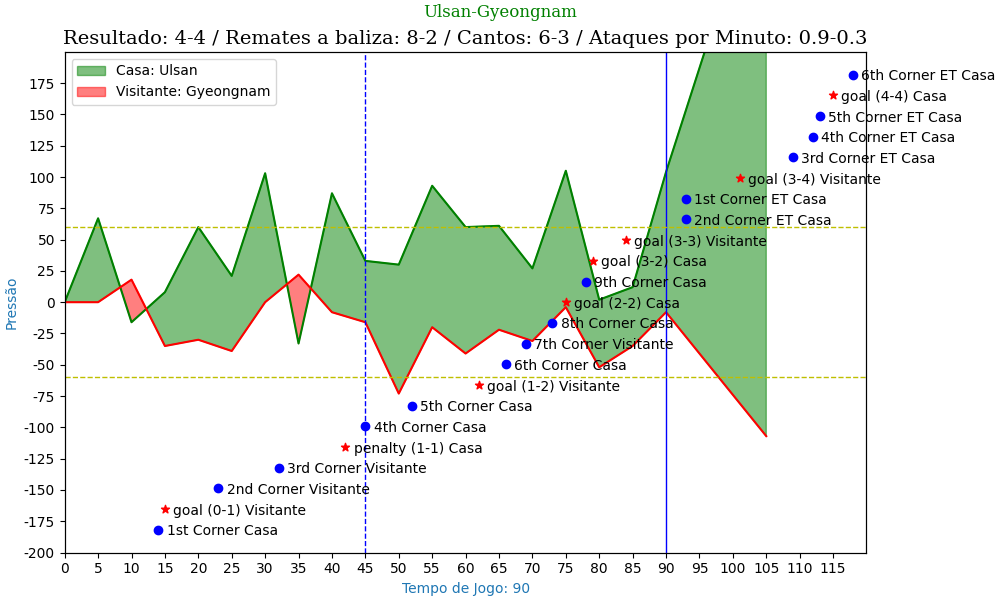 Ulsan-Gyeongnam
Resultado: 4-4 / Remates a baliza: 8-2 / Cantos: 6-3 / Ataques por Minuto: 0.9-0.3
Casa: Ulsan
Visitante: Gyeongnam
6th Corner ET Casa
goal (4-4) Casa
5th Corner ET Casa
4th Corner ET Casa
3rd Corner ET Casa
goal (3-4) Visitante
1st Corner ET Casa
2nd Corner ET Casa
goal (3-3) Visitante
goal (3-2) Casa
9th Corner Casa
goal (2-2) Casa
8th Corner Casa
7th Corner Visitante
6th Corner Casa
goal (1-2) Visitante
5th Corner Casa
4th Corner Casa
penalty (1-1) Casa
3rd Corner Visitante
2nd Corner Visitante
goal (0-1) Visitante
1st Corner Casa
175
150
125
100
75
50
25
0
-25
-50
-75
-100
-125
-150
-175
-200
Pressão
0 5 10 15 20 25 30 35 40 45 50 55 60 65 70 75 80 85 90 95 100 105 110 115
Tempo de Jogo: 90